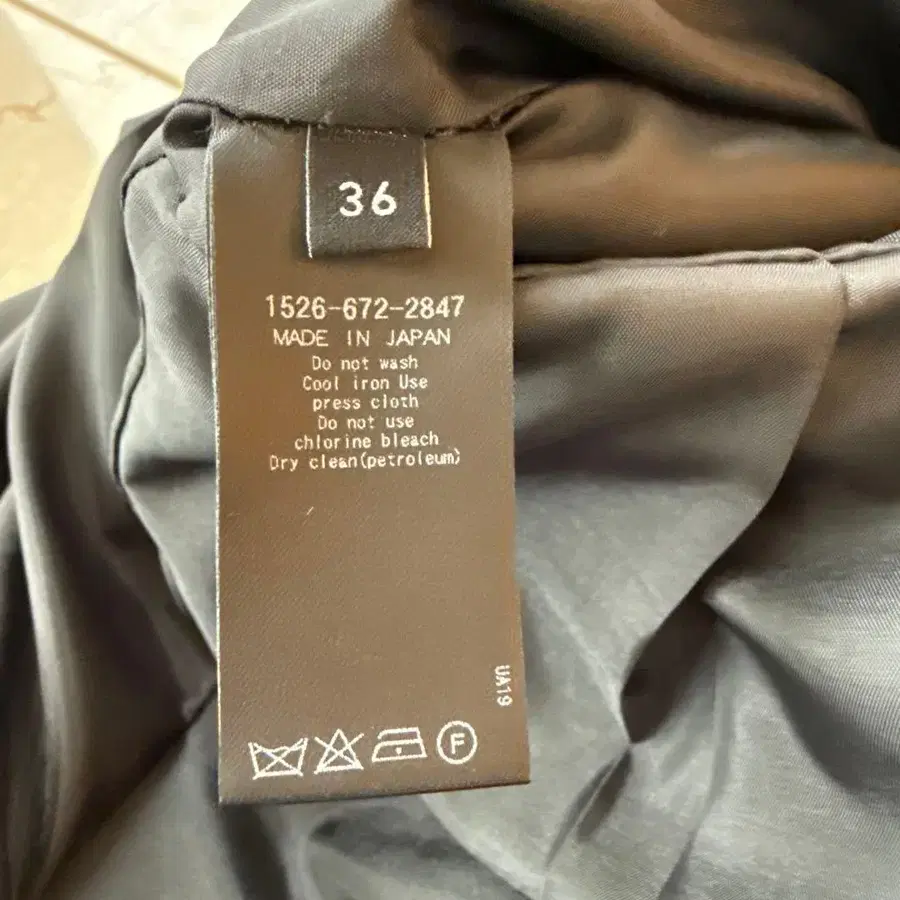 36
1526-672-2847
MADE IN JAPAN
Do not wash
Cool iron Use
press cloth
Do not use
chlorine bleach
Dry clean(petroleum)
UA19
F